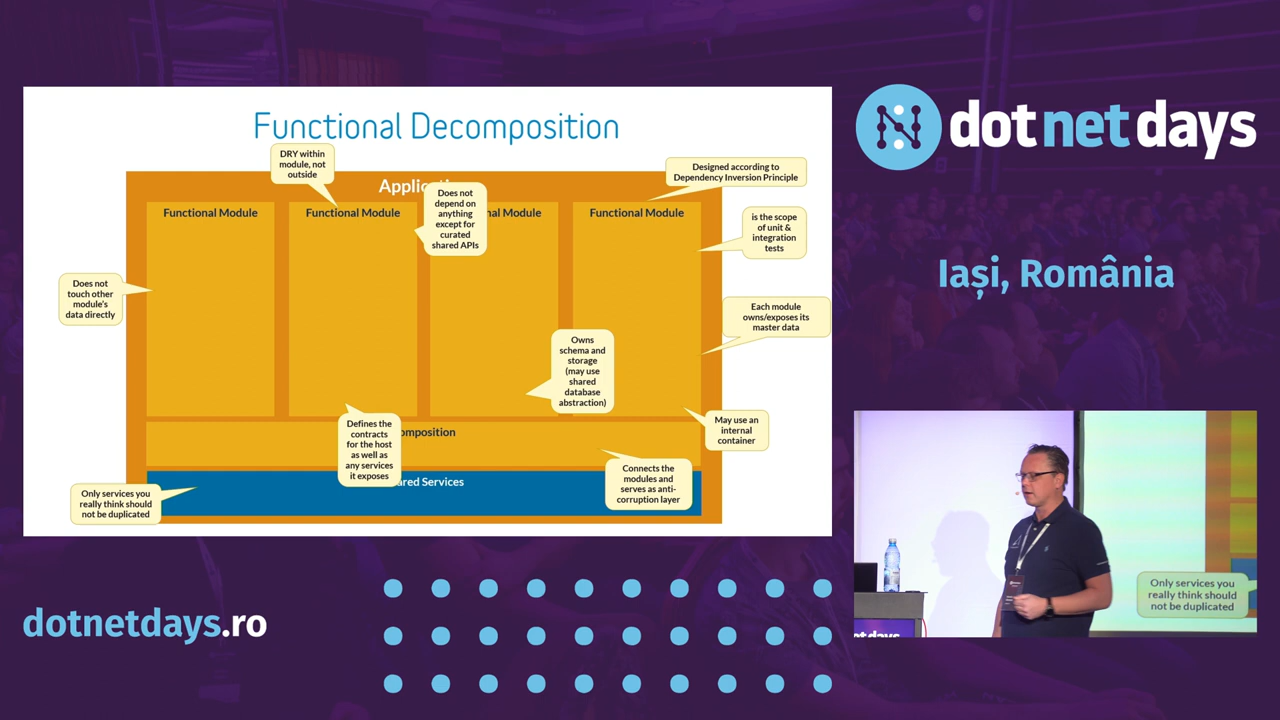 Functional Decomposition
DRY within
module, not
outside
Designed according to
Dependency Inversion Principle
Does not
depend on
anything
except for
curated
shared APIs
Functional Module
Functional Module
Functional Module
is the scope
of unit &
integration
tests
Does not
touch other
module's
data directly
Each module
owns/exposes its
master data
Owns
schema and
storage
(may use
shared
database
abstraction)
May use an
internal
container
Defines the
contracts
for the host
as well as
any services
it exposes
Connects the
modules and
serves as anti-
corruption layer
Services
Only services you
really think should
not be duplicated
dotnetdays
Iași, România
Only services you
really think should
not be duplicated
dotnetdays.ro